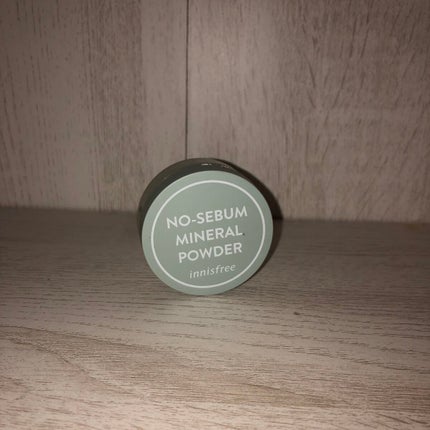 NO-SEBUM
MINERAL
POWDER
innisfree